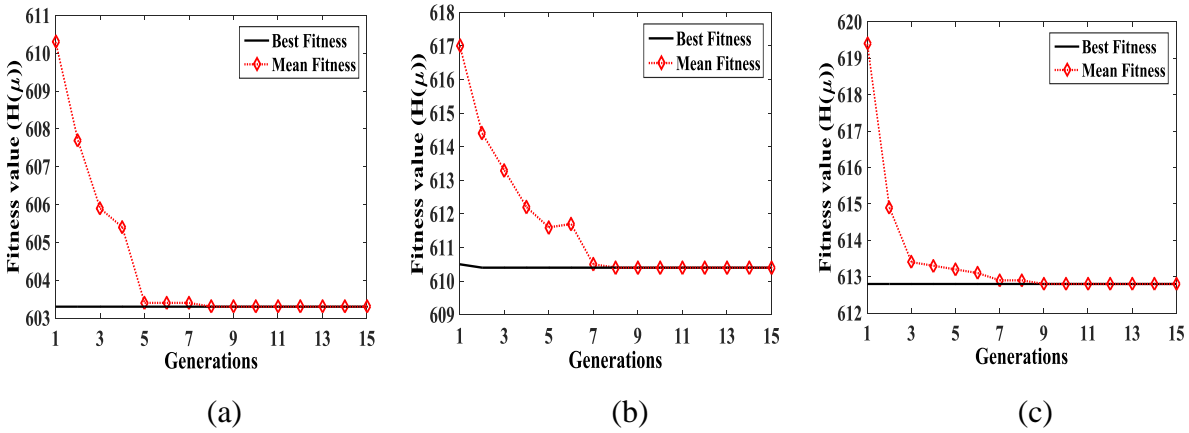 Fitness value (H(μ))
611
610
609
608
607
606
605
604
603
1 3 5 7 9 11 13 15
Generations
Best Fitness
Mean Fitness
(a)
Fitness value (H(μ))
618
617
616
615
614
613
612
611
610
609
1 3 5 7 9 11 13 15
Generations
Best Fitness
Mean Fitness
(b)
Fitness value (H(μ))
620
619
618
617
616
615
614
613
612
1 3 5 7 9 11 13 15
Generations
Best Fitness
Mean Fitness
(c)